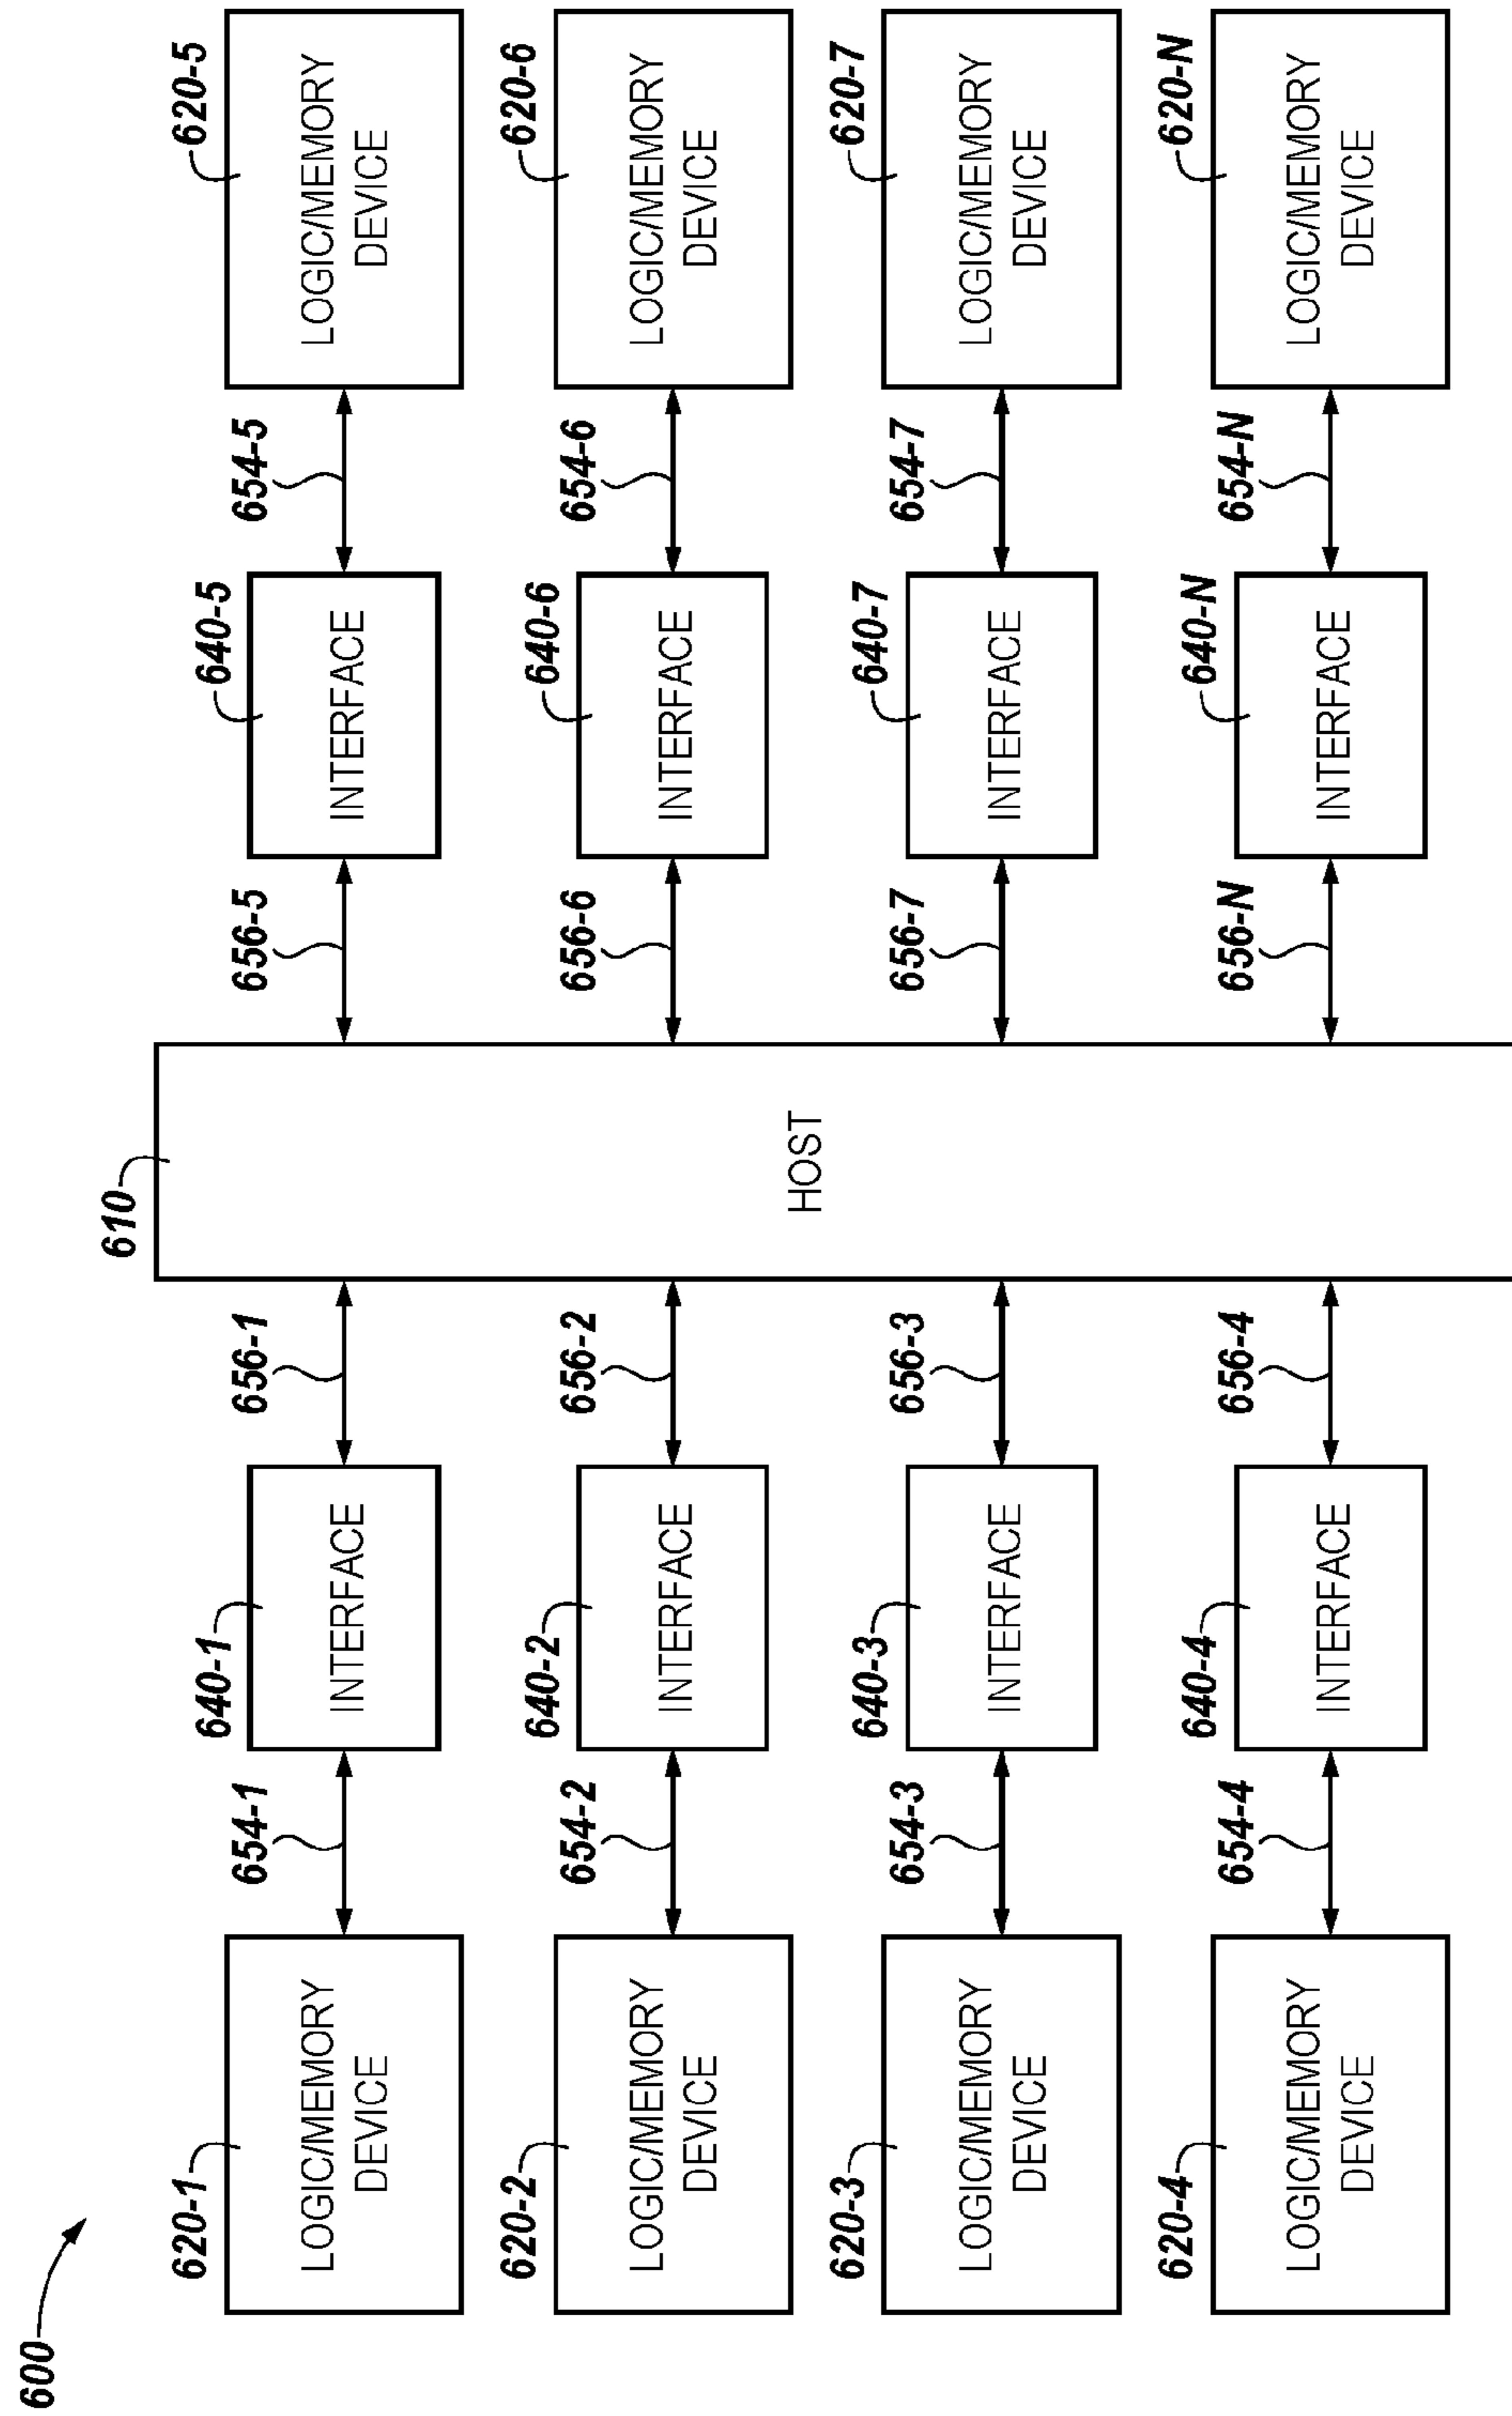 600
610
620-1
LOGIC/MEMORY
DEVICE
654-1
640-1
INTERFACE
656-1
HOST
656-5
640-5
INTERFACE
654-5
620-5
LOGIC/MEMORY
DEVICE
620-2
LOGIC/MEMORY
DEVICE
654-2
640-2
INTERFACE
656-2
656-6
640-6
INTERFACE
654-6
620-6
LOGIC/MEMORY
DEVICE
620-3
LOGIC/MEMORY
DEVICE
654-3
640-3
INTERFACE
656-3
656-7
640-7
INTERFACE
654-7
620-7
LOGIC/MEMORY
DEVICE
620-4
LOGIC/MEMORY
DEVICE
654-4
640-4
INTERFACE
656-4
656-N
640-N
INTERFACE
654-N
620-N
LOGIC/MEMORY
DEVICE